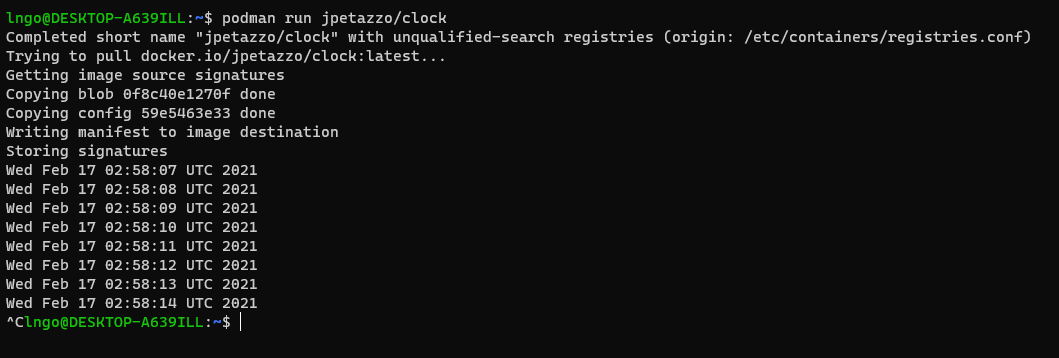 lngo@DESKTOP-A639ILL:~$ podman run jpetazzo/clock
Completed short name "jpetazzo/clock" with unqualified-search registries (origin: /etc/containers/registries.conf)
Trying to pull docker.io/jpetazzo/clock:latest...
Getting image source signatures
Copying blob 0f8c40e1270f done
Copying config 59e5463e33 done
Writing manifest to image destination
Storing signatures
Wed Feb 17 02:58:07 UTC 2021
Wed Feb 17 02:58:08 UTC 2021
Wed Feb 17 02:58:09 UTC 2021
Wed Feb 17 02:58:10 UTC 2021
Wed Feb 17 02:58:11 UTC 2021
Wed Feb 17 02:58:12 UTC 2021
Wed Feb 17 02:58:13 UTC 2021
Wed Feb 17 02:58:14 UTC 2021
^Clngo@DESKTOP-A639ILL:~$